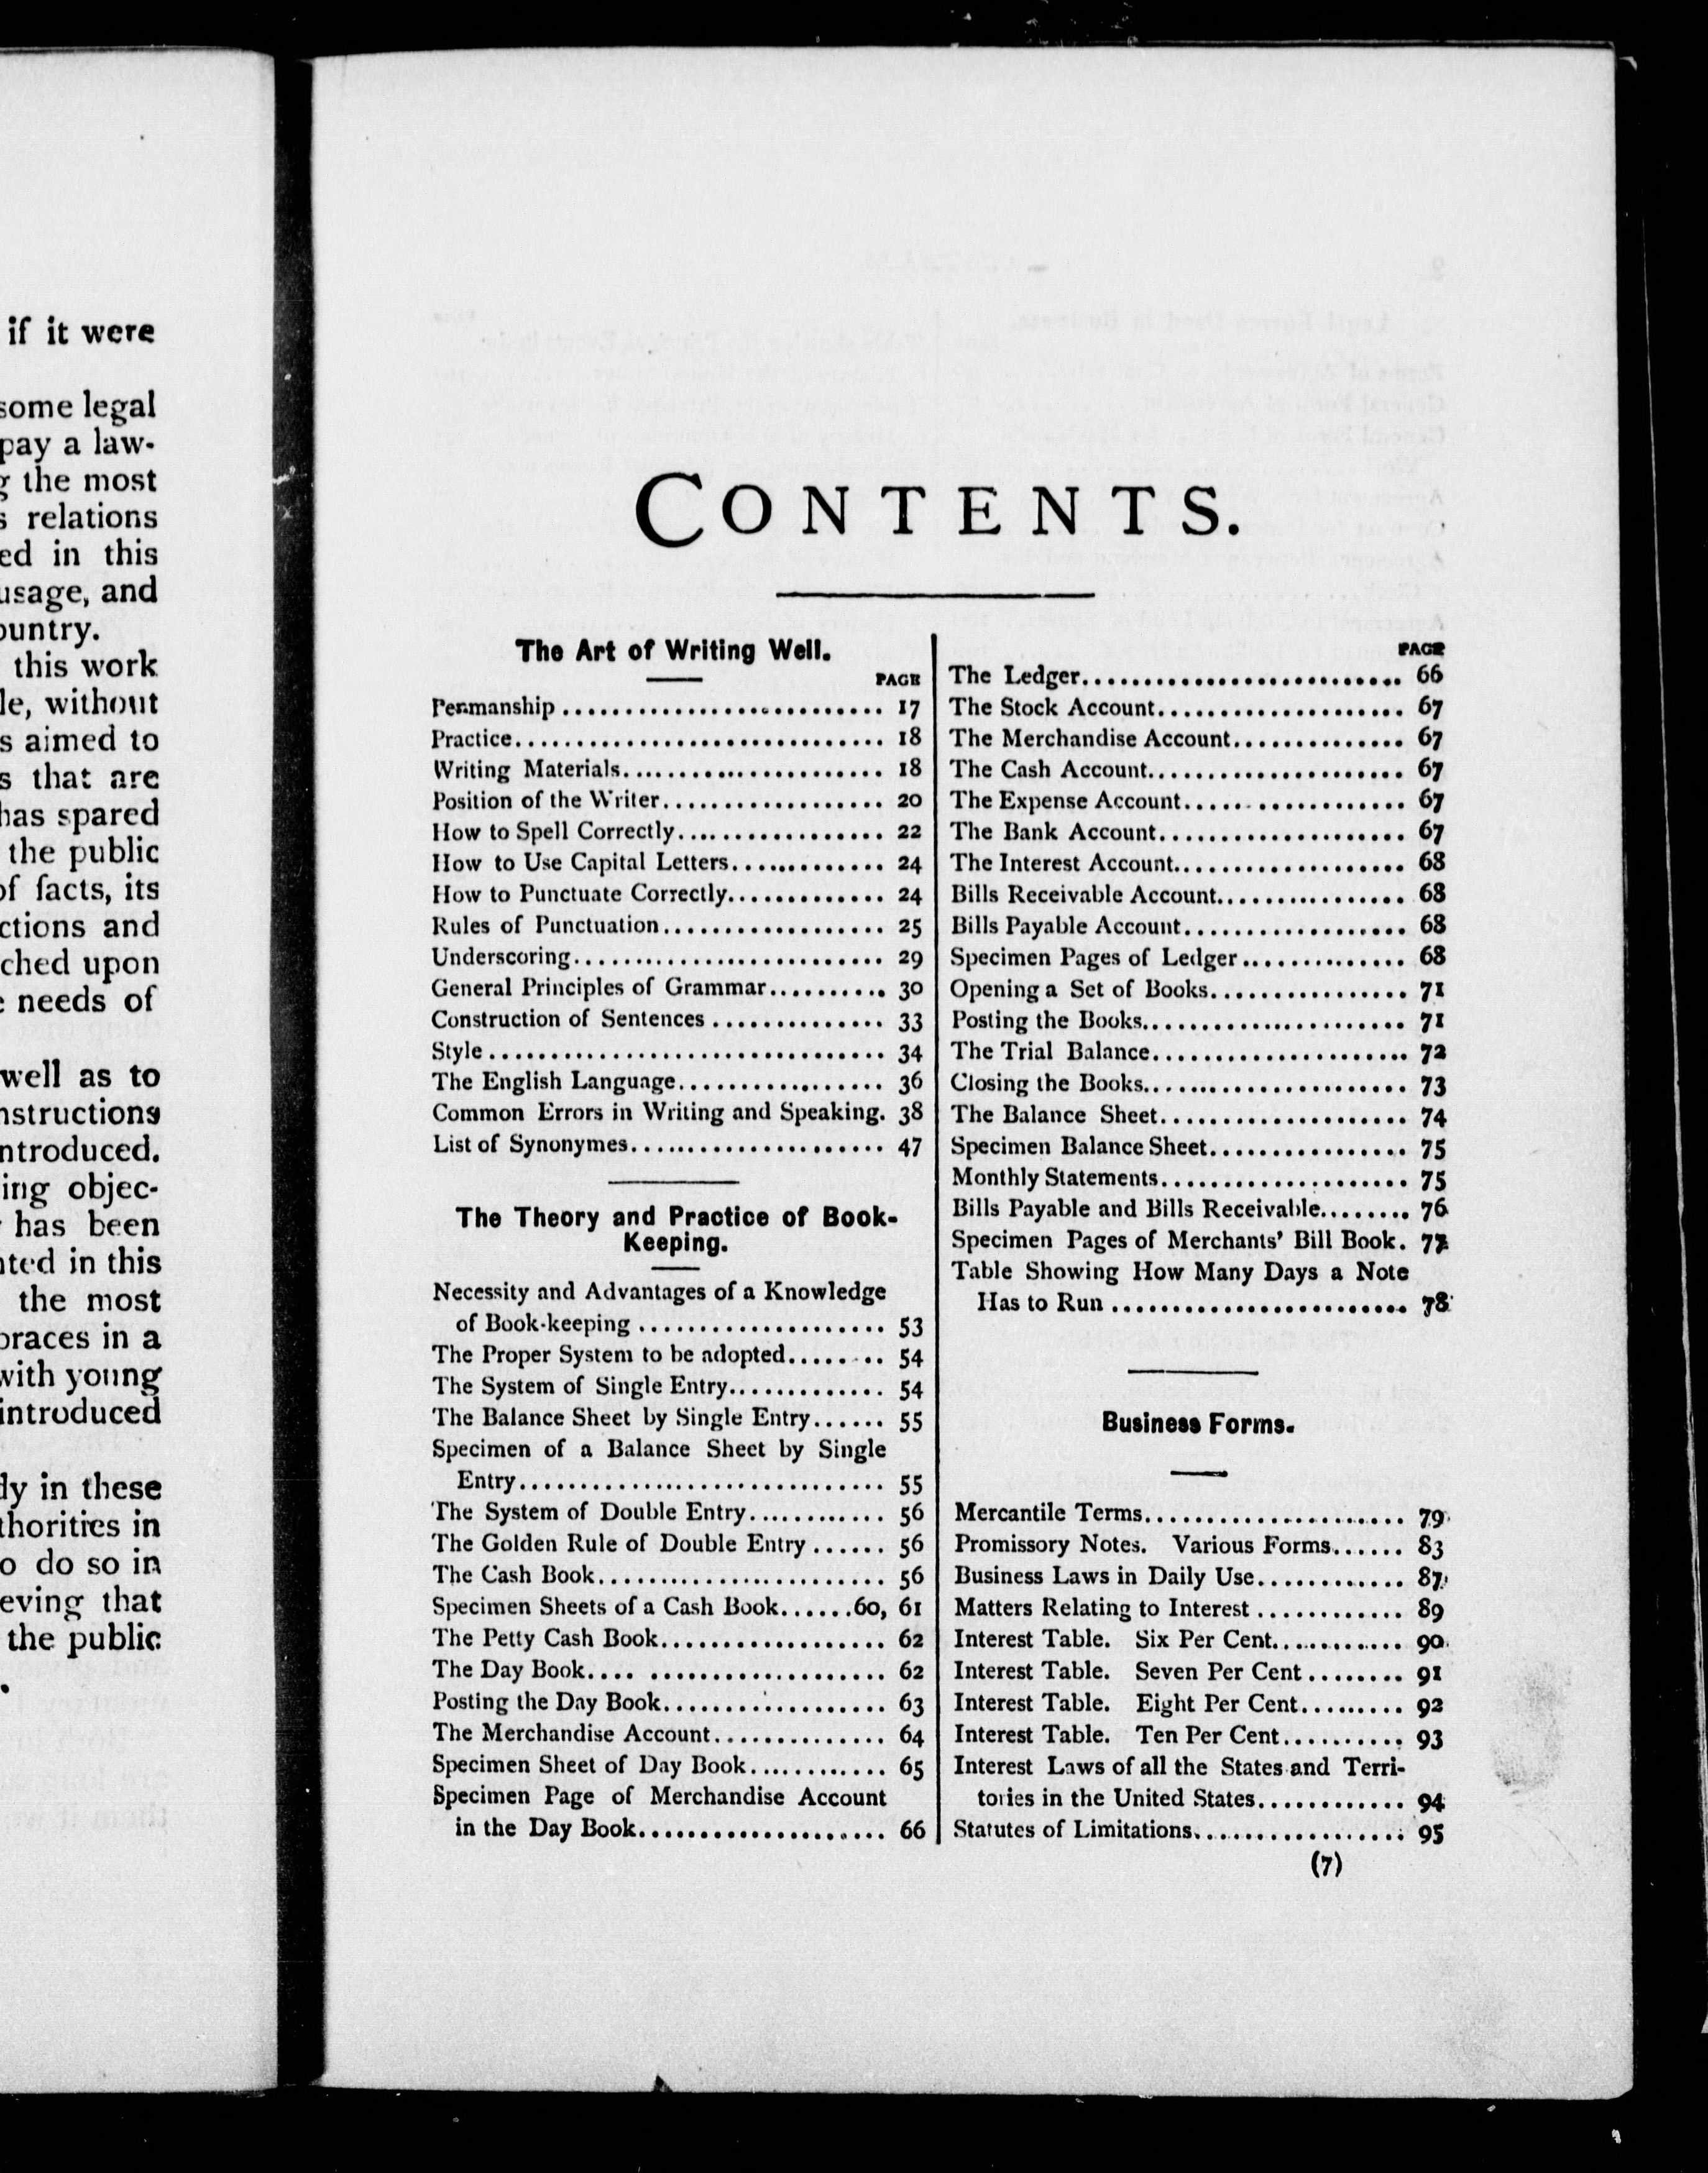 if it were
some legal
pay a law-
the most
relations
ed in this
usage, and
ountry.
this work
le, without
s aimed to
s that are
has spared
the public
of facts, its
ctions and
ched upon
needs of
well as to
nstructions
ntroduced.
ing objec-
has been
nted in this
the most
braces in a
with young
introduced
ly in these
thorities in
o do so in
eving that
the public
.
CONTENTS.
The Art of Writing Well.
PAGE
Penmanship ........................... 17
Practice............................... 18
Writing Materials...................... 18
Position of the Writer.................. 20
How to Spell Correctly................. 22
How to Use Capital Letters............. 24
How to Punctuate Correctly............. 24
Rules of Punctuation.................. 25
Underscoring......................... 29
General Principles of Grammar.......... 30
Construction of Sentences .............. 33
Style ................................ 34
The English Language................. 36
Common Errors in Writing and Speaking. 38
List of Synonymes..................... 47
The Theory and Practice of Book-
Keeping.
Necessity and Advantages of a Knowledge
of Book-keeping .................... 53
The Proper System to be adopted........ 54
The System of Single Entry............. 54
The Balance Sheet by Single Entry...... 55
Specimen of a Balance Sheet by Single
Entry.............................. 55
The System of Double Entry............ 56
The Golden Rule of Double Entry ...... 56
The Cash Book........................ 56
Specimen Sheets of a Cash Book......60, 61
The Petty Cash Book................... 62
The Day Book.... ................... 62
Posting the Day Book................... 63
The Merchandise Account.............. 64
Specimen Sheet of Day Book............ 65
Specimen Page of Merchandise Account
in the Day Book..................... 66
PAGE
The Ledger.......................... 66
The Stock Account.................... 67
The Merchandise Account.............. 67
The Cash Account..................... 67
The Expense Account.................. 67
The Bank Account.................... 67
The Interest Account................... 68
Bills Receivable Account................ 68
Bills Payable Account.................. 68
Specimen Pages of Ledger .............. 68
Opening a Set of Books................ 71
Posting the Books...................... 71
The Trial Balance..................... 72
Closing the Books...................... 73
The Balance Sheet.................... 74
Specimen Balance Sheet................ 75
Monthly Statements.................... 75
Bills Payable and Bills Receivable........ 76
Specimen Pages of Merchants' Bill Book. 77
Table Showing How Many Days a Note
Has to Run ........................ 78
Business Forms.
Mercantile Terms...................... 79
Promissory Notes. Various Forms...... 83
Business Laws in Daily Use............. 87
Matters Relating to Interest ............. 89
Interest Table. Six Per Cent............ 90
Interest Table. Seven Per Cent ........ 91
Interest Table. Eight Per Cent......... 92
Interest Table. Ten Per Cent.......... 93
Interest Laws of all the States and Terri-
tories in the United States............ 94
Statutes of Limitations.................. 95
(7)